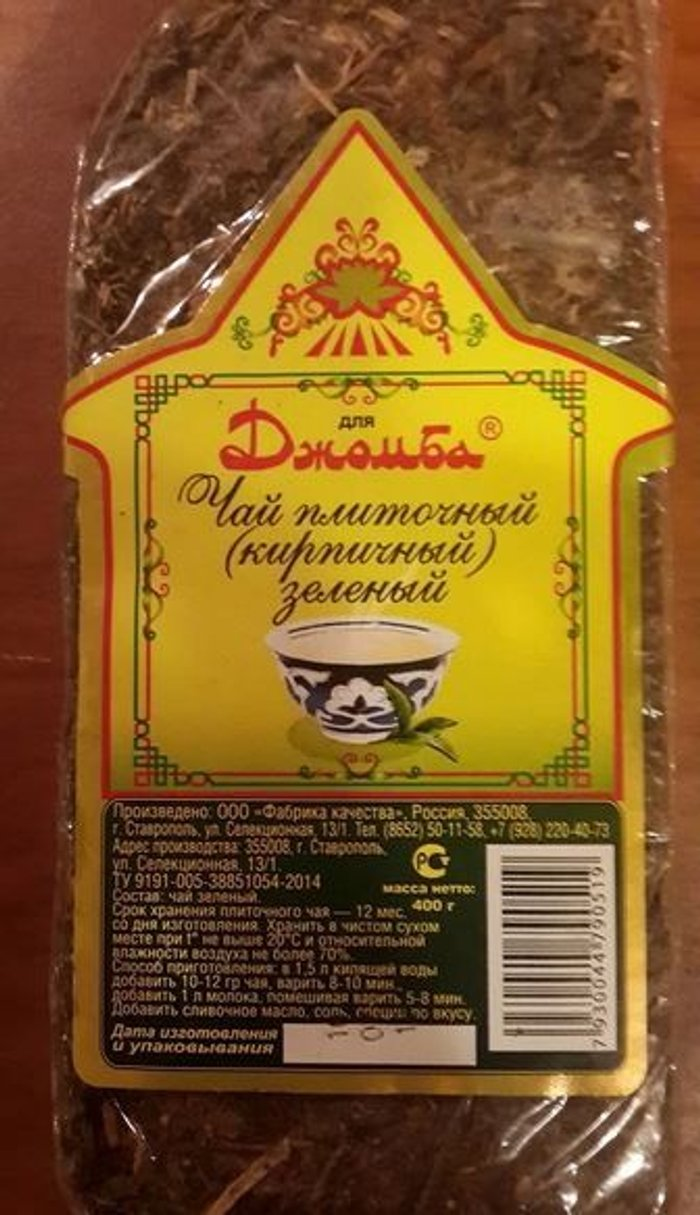 для
Джомба®
Чай плиточный
(кирпичный)
зеленый
Произведено: ООО «Фабрика качества». Россия, 355008,
г. Ставрополь, ул. Селекционная, 13/1. Тел. (8652) 50-11-58, +7 (928) 220-40-73
Адрес производства: 355008, г. Ставрополь,
ул. Селекционная, 13/1
ТУ 9191-005-38851054-2014
Состав: чай зеленый.
Срок хранения плиточного чая — 12 мес.
со дня изготовления. Хранить в чистом сухом
месте при t° не выше 20°С и относительной
влажности воздуха не более 70%.
Способ приготовления: в 1,5 л кипящей воды
добавить 10-12 гр чая, варить 8-10 мин.,
добавить 1 л молока, помешивая варить 5-8 мин.
Добавить сливочное масло, соль, специи по вкусу.
Дата изготовления
и упаковывания
РСТ
масса нетто:
400 г
7930044790519